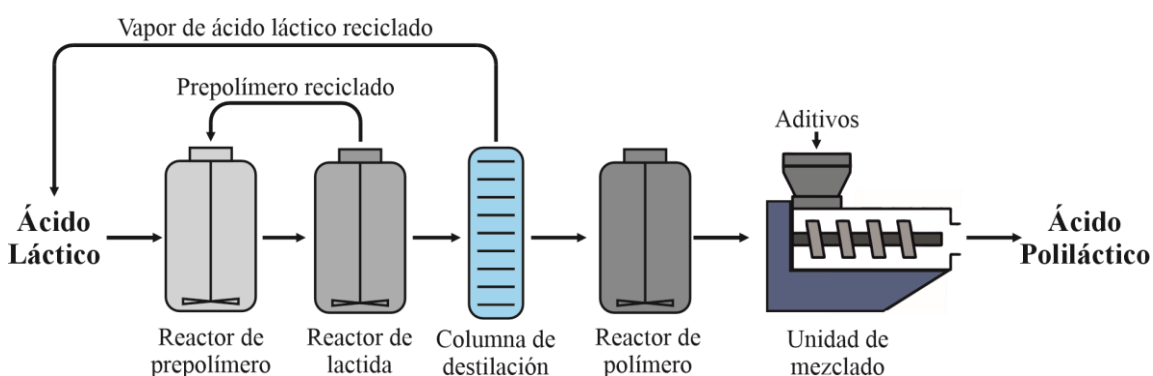 Vapor de ácido láctico reciclado
Prepolímero reciclado
Aditivos
Ácido
Láctico
Ácido
Poliláctico
Reactor de
prepolímero
Reactor de
lactida
Columna de
destilación
Reactor de
polímero
Unidad de
mezclado